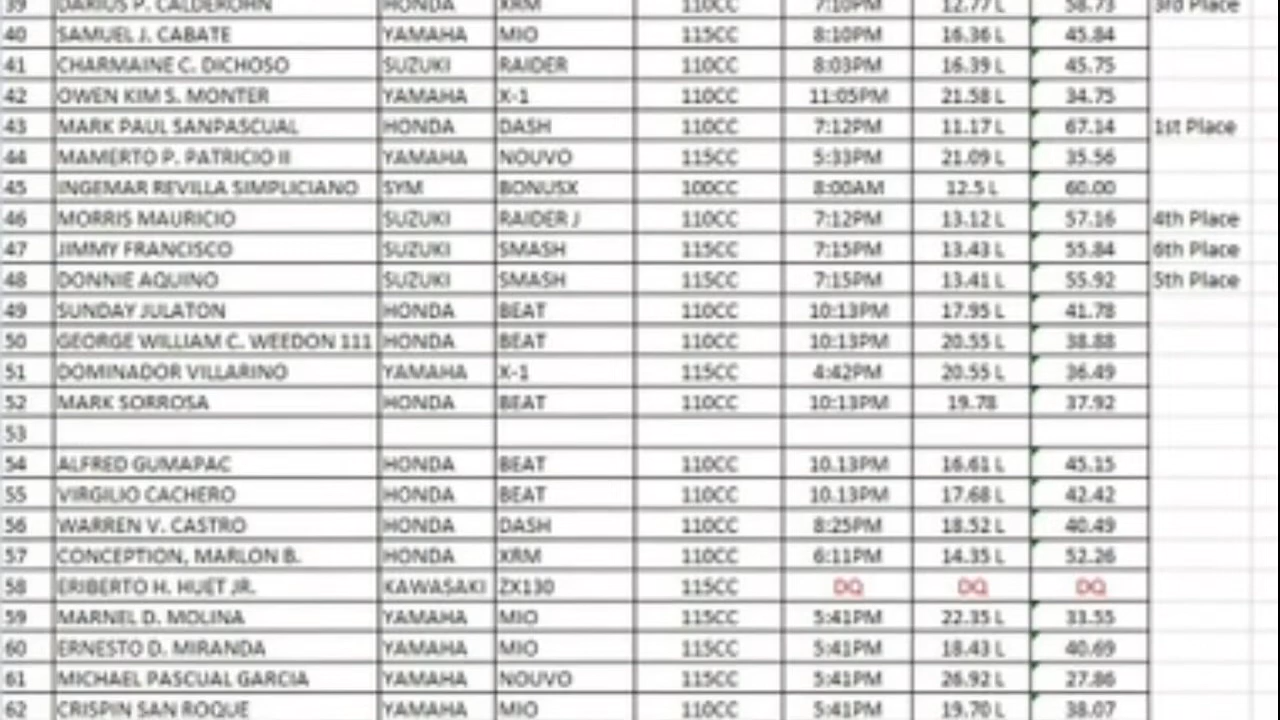 39 DARIUS P. CALDEROHN HONDA XRM 110CC 7:10PM 12.77 L 58.73 3rd Place
40 SAMUEL J. CABATE YAMAHA MIO 115CC 8:10PM 16.36 L 45.84
41 CHARMAINE C. DICHOSO SUZUKI RAIDER 110CC 8:03PM 16.39 L 45.75
42 OWEN KIM S. MONTER YAMAHA X-1 110CC 11:05PM 21.58 L 34.75
43 MARK PAUL SANPASCUAL HONDA DASH 110CC 7:12PM 11.17 L 67.14 1st Place
44 MAMERTO P. PATRICIO II YAMAHA NOUVO 115CC 5:33PM 21.09 L 35.56
45 INGEMAR REVILLA SIMPLICIANO SYM BONUSX 100CC 8:00AM 12.5 L 60.00
46 MORRIS MAURICIO SUZUKI RAIDER J 110CC 7:12PM 13.12 L 57.16 4th Place
47 JIMMY FRANCISCO SUZUKI SMASH 115CC 7:15PM 13.43 L 55.84 6th Place
48 DONNIE AQUINO SUZUKI SMASH 115CC 7:15PM 13.41 L 55.92 5th Place
49 SUNDAY JULATON HONDA BEAT 110CC 10:13PM 17.95 L 41.78
50 GEORGE WILLIAM C. WEEDON 111 HONDA BEAT 110CC 10:13PM 20.55 L 38.88
51 DOMINADOR VILLARINO YAMAHA X-1 115CC 4:42PM 20.55 L 36.49
52 MARK SORROSA HONDA BEAT 110CC 10:13PM 19.78 37.92
53
54 ALFRED GUMAPAC HONDA BEAT 110CC 10.13PM 16.61 L 45.15
55 VIRGILIO CACHERO HONDA BEAT 110CC 10.13PM 17.68 L 42.42
56 WARREN V. CASTRO HONDA DASH 110CC 8:25PM 18.52 L 40.49
57 CONCEPTION, MARLON B. HONDA XRM 110CC 6:11PM 14.35 L 52.26
58 ERIBERTO H. HUET JR. KAWASAKI ZX130 115CC DQ DQ DQ
59 MARNEL D. MOLINA YAMAHA MIO 115CC 5:41PM 22.35 L 33.55
60 ERNESTO D. MIRANDA YAMAHA MIO 115CC 5:41PM 18.43 L 40.69
61 MICHAEL PASCUAL GARCIA YAMAHA NOUVO 115CC 5:41PM 26.92 L 27.86
62 CRISPIN SAN ROQUE YAMAHA MIO 110CC 5:41PM 19.70 L 38.07